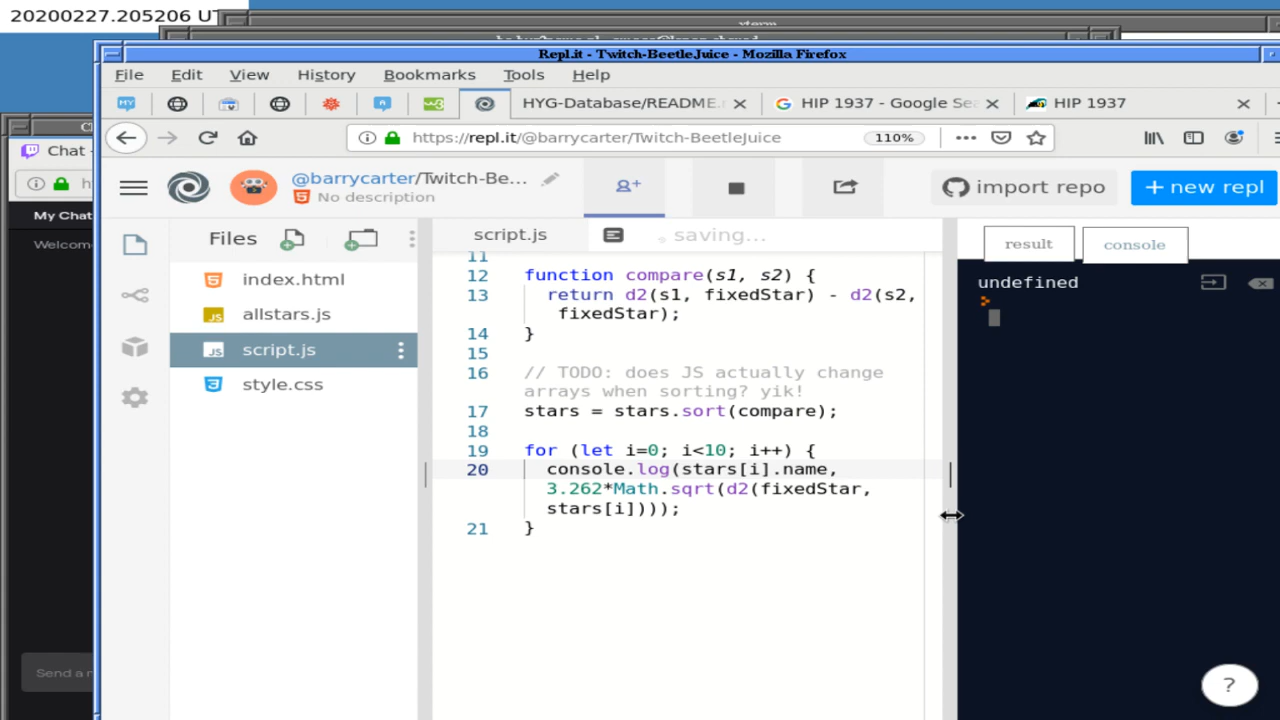 20200227.205206 U
xterm
Repl.it - Twitch-BeetleJuice - Mozilla Firefox
File Edit View History Bookmarks Tools Help
HYG-Database/README. HIP 1937 - Google Se HIP 1937
https://repl.it/@barrycarter/Twitch-BeetleJuice 110%
Chat
@barrycarter/Twitch-Be...
No description
import repo
+ new repl
My Chat
Welcom
Files
index.html
allstars.js
script.js
style.css
script.js saving...
11
12 function compare(s1, s2) {
13 return d2(s1, fixedStar) - d2(s2,
fixedStar);
14 }
15
16 // TODO: does JS actually change
arrays when sorting? yik!
17 stars = stars.sort(compare);
18
19 for (let i=0; i<10; i++) {
20 console.log(stars[i].name,
3.262*Math.sqrt(d2(fixedStar,
stars[i])));
21 }
result console
undefined
>
Send a
?